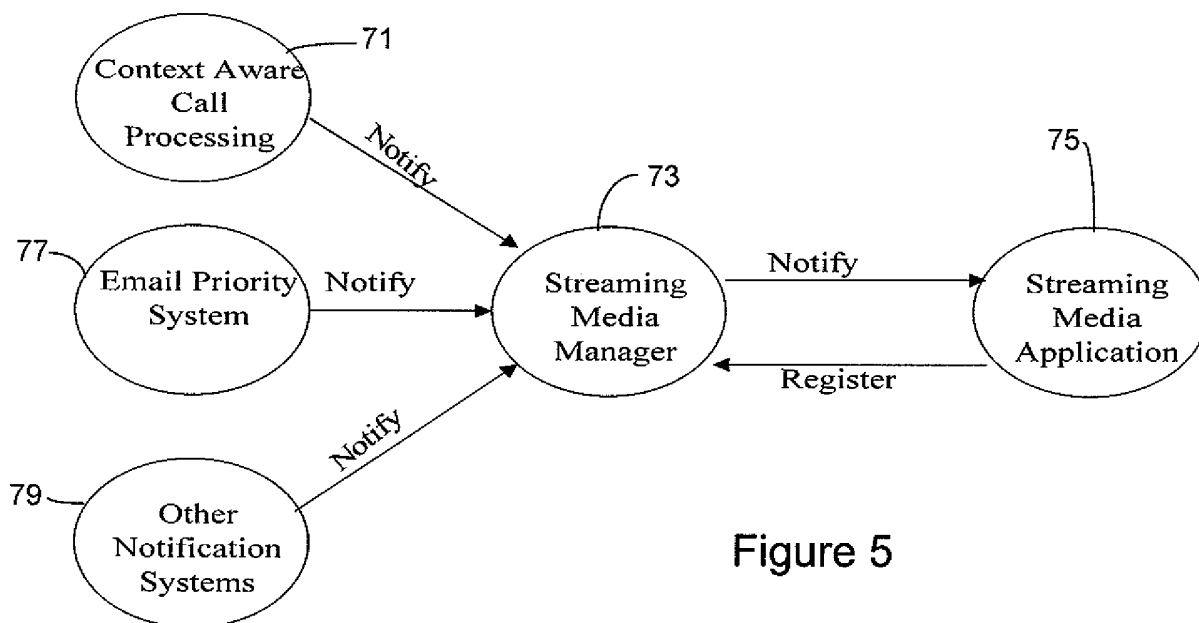 71
Context Aware
Call
Processing
Notify
77
Email Priority
System
Notify
79
Other
Notification
Systems
Notify
73
Streaming
Media
Manager
Notify
Register
75
Streaming
Media
Application
Figure 5